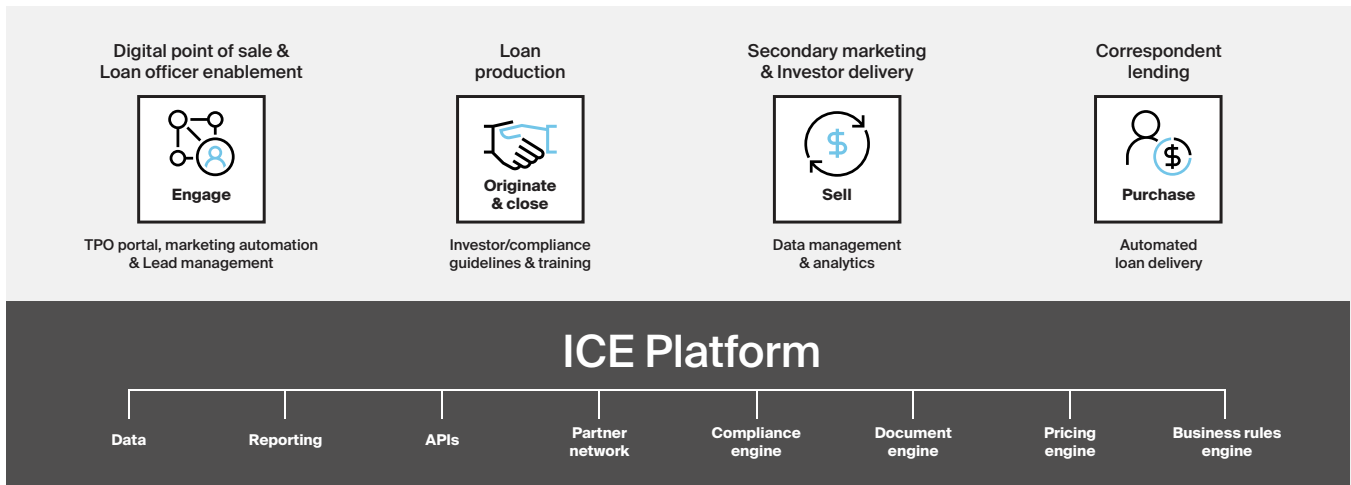 Digital point of sale &
Loan officer enablement
Engage
TPO portal, marketing automation
& Lead management
Loan
production
Originate
& close
Investor/compliance
guidelines & training
Secondary marketing
& Investor delivery
$
Sell
Data management
& analytics
Correspondent
lending
$
Purchase
Automated
loan delivery
ICE Platform
Data
Reporting
APIs
Partner
network
Compliance
engine
Document
engine
Pricing
engine
Business rules
engine